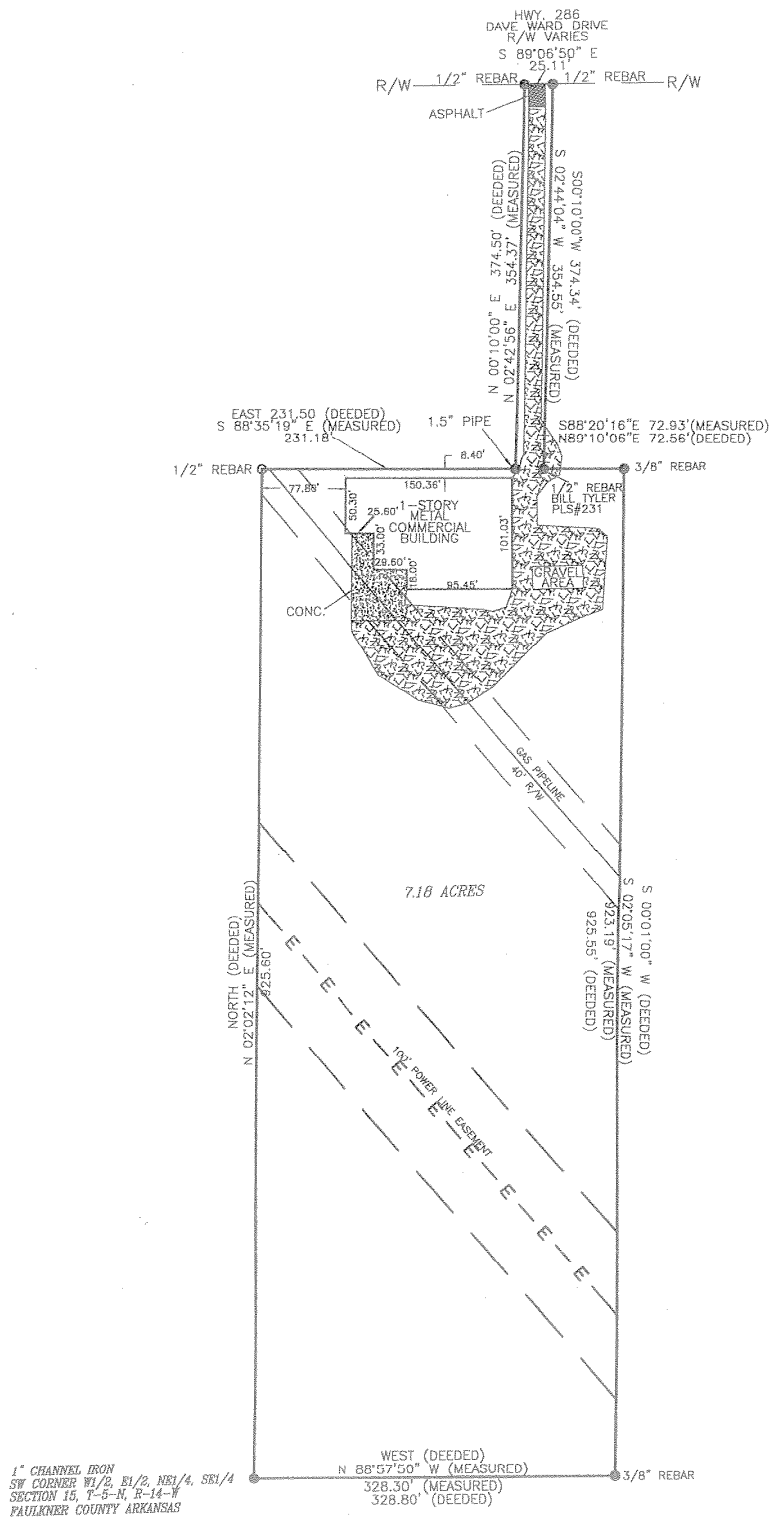 HWY. 286
DAVE WARD DRIVE
R/W VARIES
S 89°06'50" E
25.11'
R/W
1/2" REBAR
1/2" REBAR
R/W
ASPHALT
N 00°10'00" E 374.50' (DEEDED)
N 02°42'56" E 354.37' (MEASURED)
S00°10'00"W 374.34' (DEEDED)
S 02°44'04" W 354.55' (MEASURED)
EAST 231.50 (DEEDED)
S 88°35'19" E (MEASURED)
231.18'
1.5" PIPE
S88°20'16"E 72.93'(MEASURED)
N89°10'06"E 72.56'(DEEDED)
8.40'
1/2" REBAR
3/8" REBAR
77.88'
150.36'
1/2" REBAR
BILL TYLER
PLS#231
50.30'
25.60'
1-STORY
METAL
COMMERCIAL
BUILDING
33.00'
101.03'
29.60'
18.00'
95.45'
GRAVEL
AREA
CONC.
GAS PIPELINE
40' R/W
7.18 ACRES
NORTH (DEEDED)
N 02°02'12" E (MEASURED)
925.60'
S 00°01'00" W (DEEDED)
S 02°05'17" W (MEASURED)
923.19' (MEASURED)
925.55' (DEEDED)
E
E
E
E
100' POWER LINE EASEMENT
E
E
E
E
E
WEST (DEEDED)
N 88°57'50" W (MEASURED)
328.30' (MEASURED)
328.80' (DEEDED)
3/8" REBAR
1" CHANNEL IRON
SW CORNER W1/2, E1/2, NE1/4, SE1/4
SECTION 15, T-5-N, R-14-W
FAULKNER COUNTY ARKANSAS